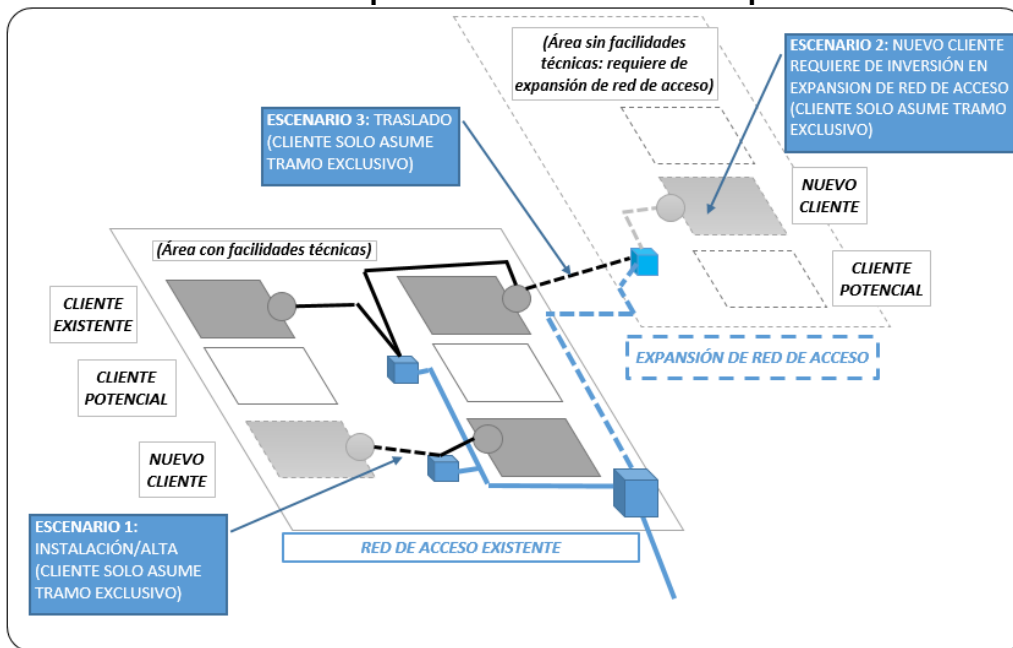 (Área sin facilidades
técnicas: requiere de
expansión de red de acceso)
ESCENARIO 2: NUEVO CLIENTE
REQUIERE DE INVERSIÓN EN
EXPANSION DE RED DE ACCESO
(CLIENTE SOLO ASUME TRAMO
EXCLUSIVO)
ESCENARIO 3: TRASLADO
(CLIENTE SOLO ASUME
TRAMO EXCLUSIVO)
NUEVO
CLIENTE
(Área con facilidades técnicas)
CLIENTE
POTENCIAL
CLIENTE
EXISTENTE
EXPANSIÓN DE RED DE ACCESO
CLIENTE
POTENCIAL
NUEVO
CLIENTE
ESCENARIO 1:
INSTALACIÓN/ALTA
(CLIENTE SOLO ASUME
TRAMO EXCLUSIVO)
RED DE ACCESO EXISTENTE